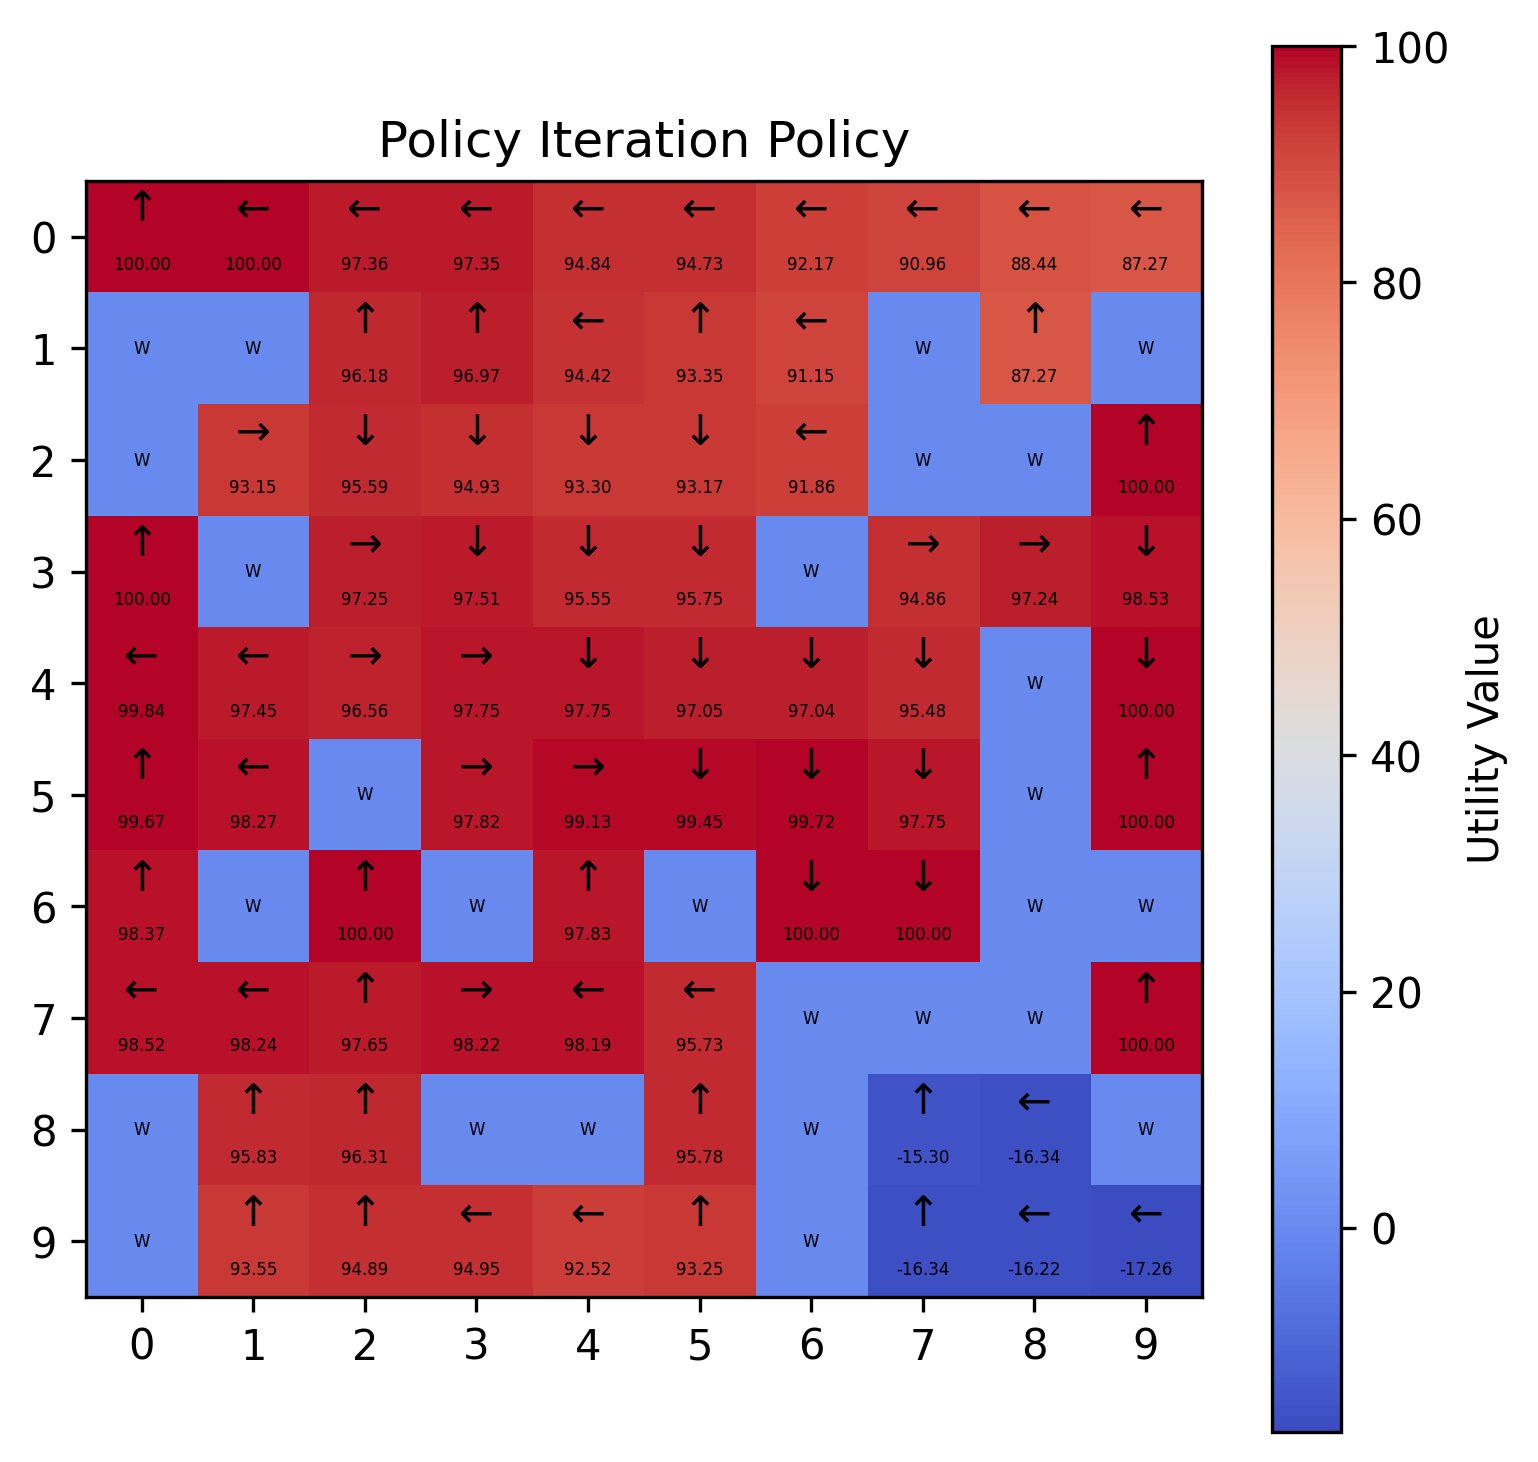 Policy Iteration Policy
0 ↑ ← ← ← ← ← ← ← ← ←
100.00 100.00 97.36 97.35 94.84 94.73 92.17 90.96 88.44 87.27
1 W W ↑ ↑ ← ↑ ← W ↑ W
96.18 96.97 94.42 93.35 91.15 87.27
2 W → ↓ ↓ ↓ ↓ ← W W ↑
93.15 95.59 94.93 93.30 93.17 91.86 100.00
3 ↑ W → ↓ ↓ ↓ W → → ↓
100.00 97.25 97.51 95.55 95.75 94.86 97.24 98.53
4 ← ← → → ↓ ↓ ↓ ↓ W ↓
99.84 97.45 96.56 97.75 97.75 97.05 97.04 95.48 100.00
5 ↑ ← W → → ↓ ↓ ↓ W ↑
99.67 98.27 97.82 99.13 99.45 99.72 97.75 100.00
6 ↑ W ↑ W ↑ W ↓ ↓ W W
98.37 100.00 97.83 100.00 100.00
7 ← ← ↑ → ← ← W W W ↑
98.52 98.24 97.65 98.22 98.19 95.73 100.00
8 W ↑ ↑ W W ↑ W ↑ ← W
95.83 96.31 95.78 -15.30 -16.34
9 W ↑ ↑ ← ← ↑ W ↑ ← ←
93.55 94.89 94.95 92.52 93.25 -16.34 -16.22 -17.26
0 1 2 3 4 5 6 7 8 9
100
80
60
40
20
0
Utility Value